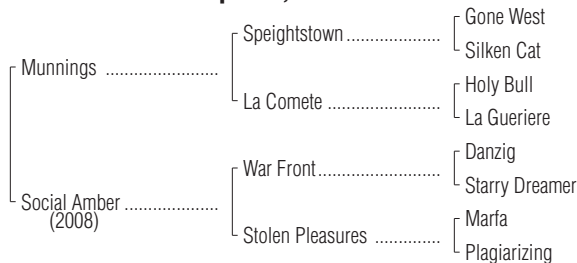 Gone West
Speightstown
Silken Cat
Munnings
Holy Bull
La Comete
La Gueriere
Danzig
War Front
Starry Dreamer
Social Amber
(2008)
Marfa
Stolen Pleasures
Plagiarizing